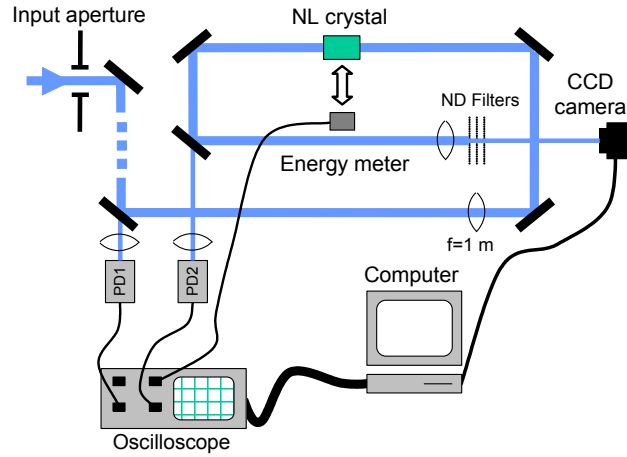 Input aperture
NL crystal
CCD
camera
ND Filters
Energy meter
f=1 m
PD1
PD2
Computer
Oscilloscope